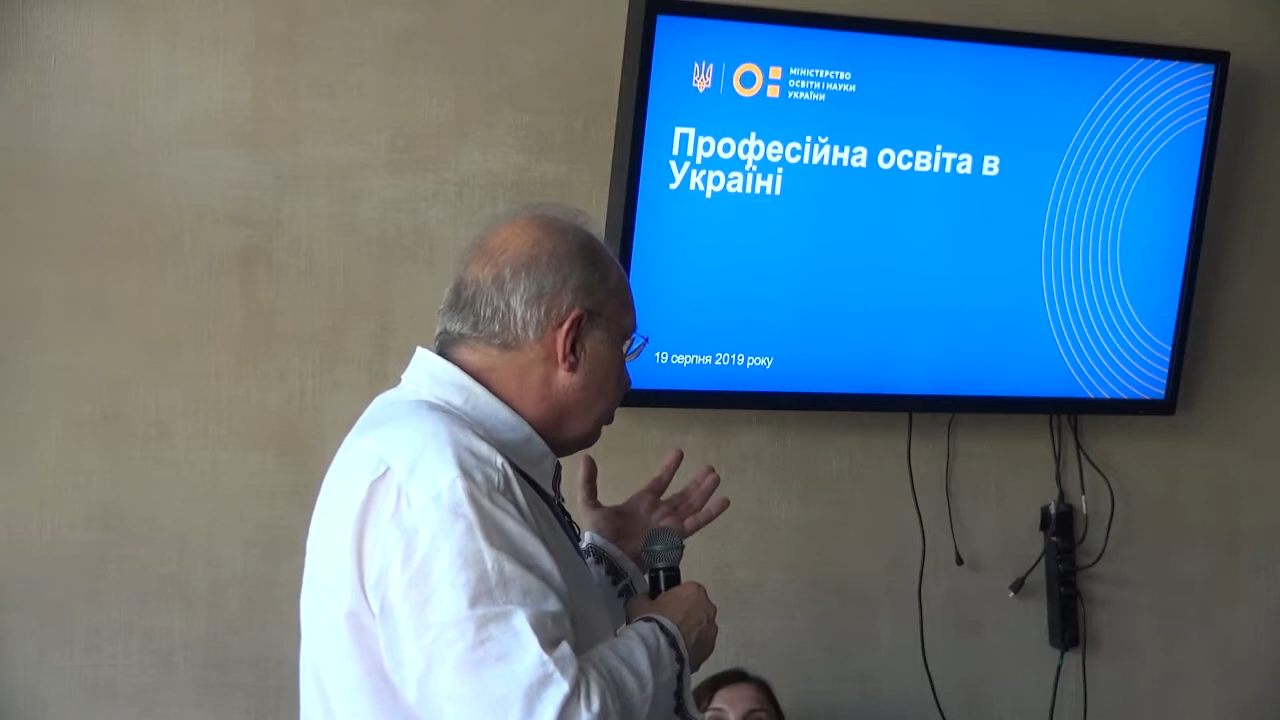 МІНІСТЕРСТВО
ОСВІТИ І НАУКИ
УКРАЇНИ
Професійна освіта в
Україні
19 серпня 2019 року